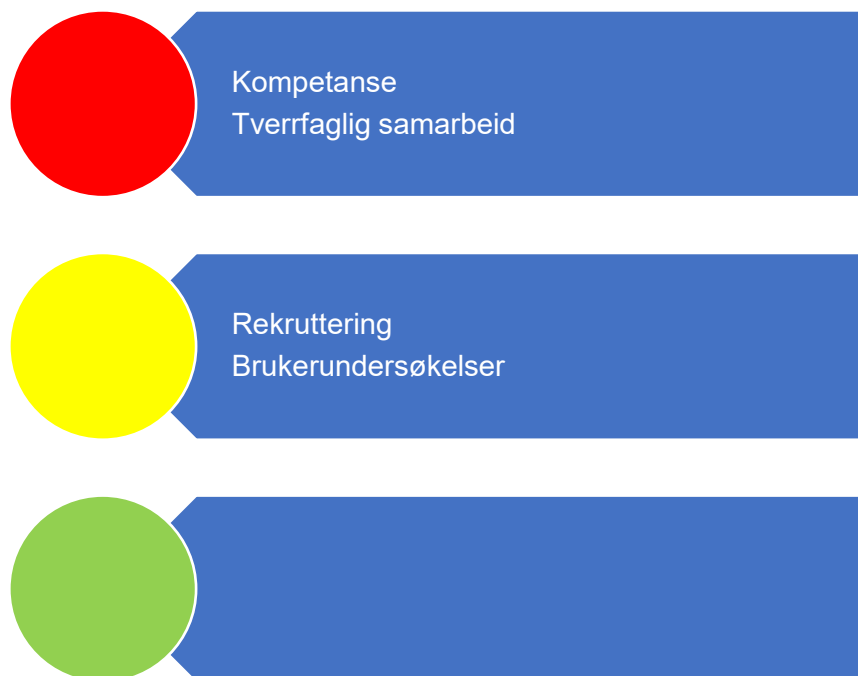 Kompetanse
Tverrfaglig samarbeid
Rekruttering
Brukerundersøkelser